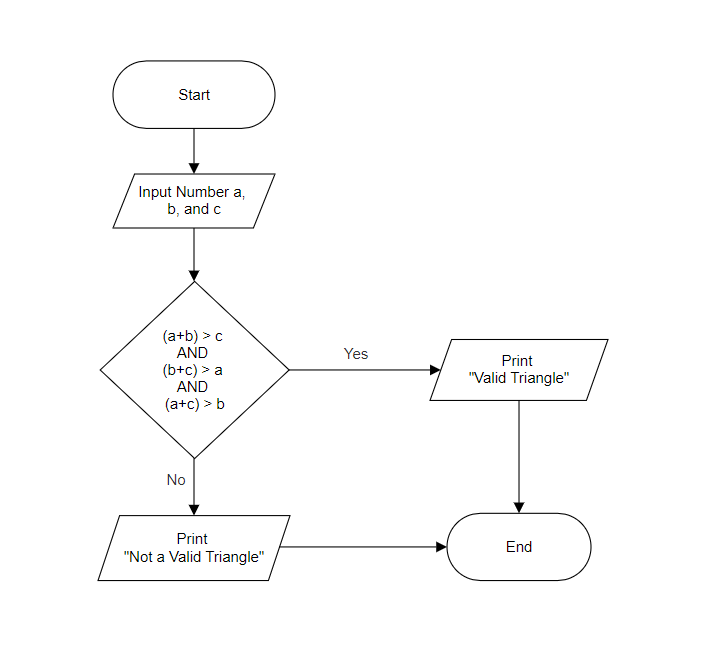 Start
Input Number a,
b, and c
(a+b) > c
AND
(b+c) > a
AND
(a+c) > b
Yes
Print
"Valid Triangle"
No
Print
"Not a Valid Triangle"
End